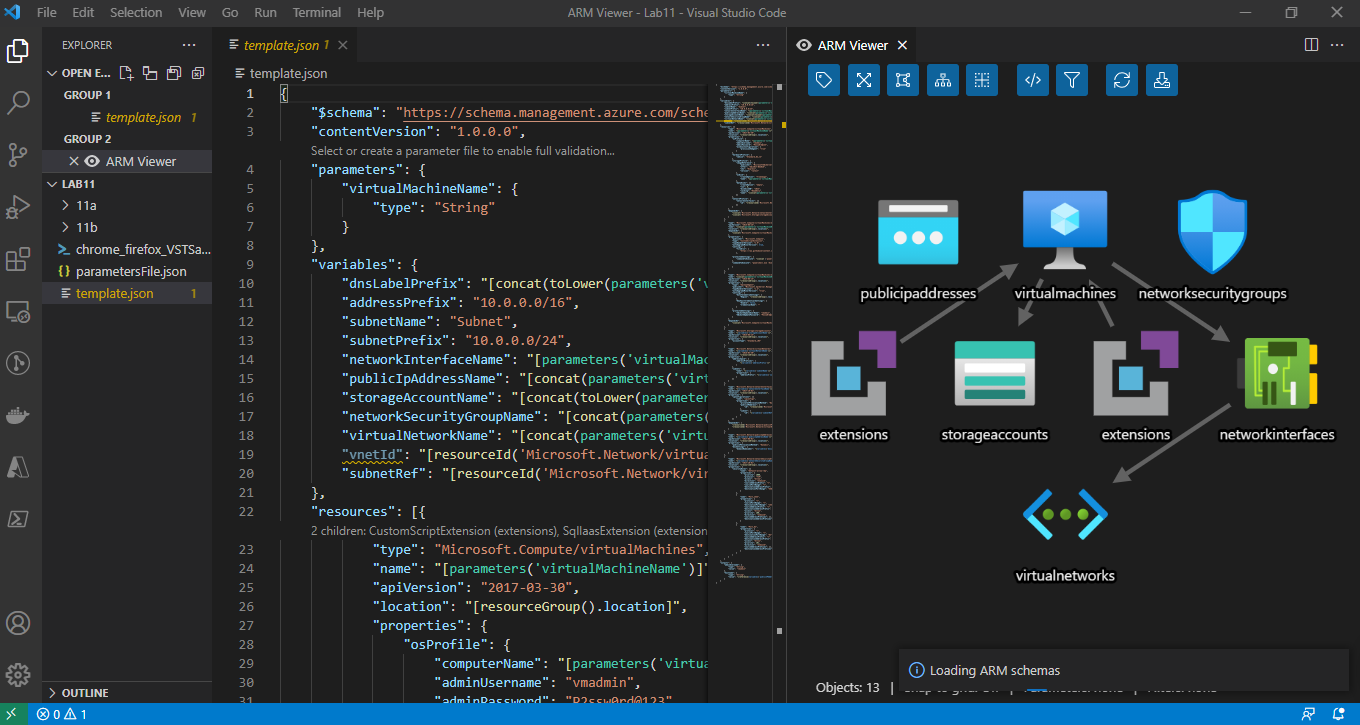 File Edit Selection View Go Run Terminal Help
ARM Viewer - Lab11 - Visual Studio Code
EXPLORER
OPEN E...
GROUP 1
template.json 1
GROUP 2
ARM Viewer
LAB11
11a
11b
chrome_firefox_VSTSa...
parametersFile.json
template.json 1
OUTLINE
0 1
template.json 1
template.json
1 {
2 "$schema": "https://schema.management.azure.com/sche
3 "contentVersion": "1.0.0.0",
Select or create a parameter file to enable full validation...
4 "parameters": {
5 "virtualMachineName": {
6 "type": "String"
7 }
8 },
9 "variables": {
10 "dnsLabelPrefix": "[concat(toLower(parameters('v
11 "addressPrefix": "10.0.0.0/16",
12 "subnetName": "Subnet",
13 "subnetPrefix": "10.0.0.0/24",
14 "networkInterfaceName": "[parameters('virtualMac
15 "publicIpAddressName": "[concat(parameters('virt
16 "storageAccountName": "[concat(toLower(parameter
17 "networkSecurityGroupName": "[concat(parameters(
18 "virtualNetworkName": "[concat(parameters('virtu
19 "vnetId": "[resourceId('Microsoft.Network/virtua
20 "subnetRef": "[resourceId('Microsoft.Network/vir
21 },
22 "resources": [{
2 children: CustomScriptExtension (extensions), SqlIaasExtension (extension
23 "type": "Microsoft.Compute/virtualMachines",
24 "name": "[parameters('virtualMachineName')]"
25 "apiVersion": "2017-03-30",
26 "location": "[resourceGroup().location]",
27 "properties": {
28 "osProfile": {
29 "computerName": "[parameters('virtua
30 "adminUsername": "vmadmin",
31 "adminPassword": "P2ssw0rd@123"
ARM Viewer
publicipaddresses
virtualmachines
networksecuritygroups
extensions
storageaccounts
extensions
networkinterfaces
virtualnetworks
Loading ARM schemas
Objects: 13